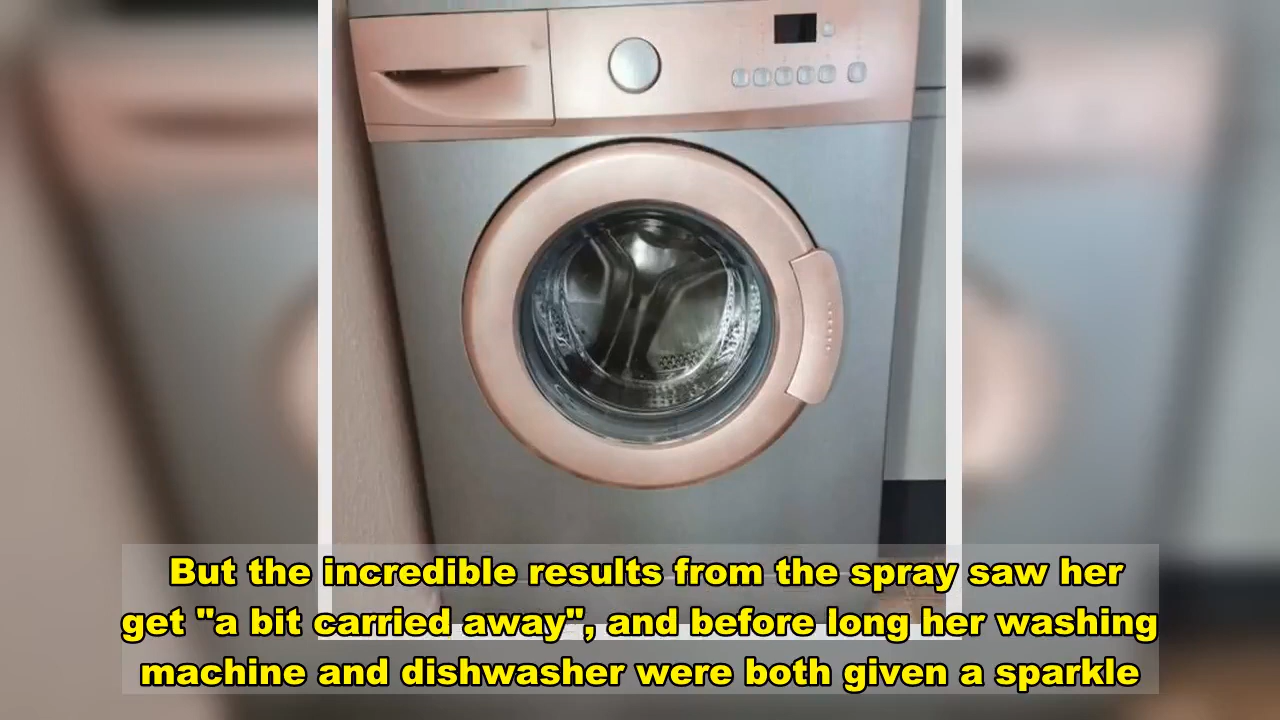 But the incredible results from the spray saw her
get "a bit carried away", and before long her washing
machine and dishwasher were both given a sparkle